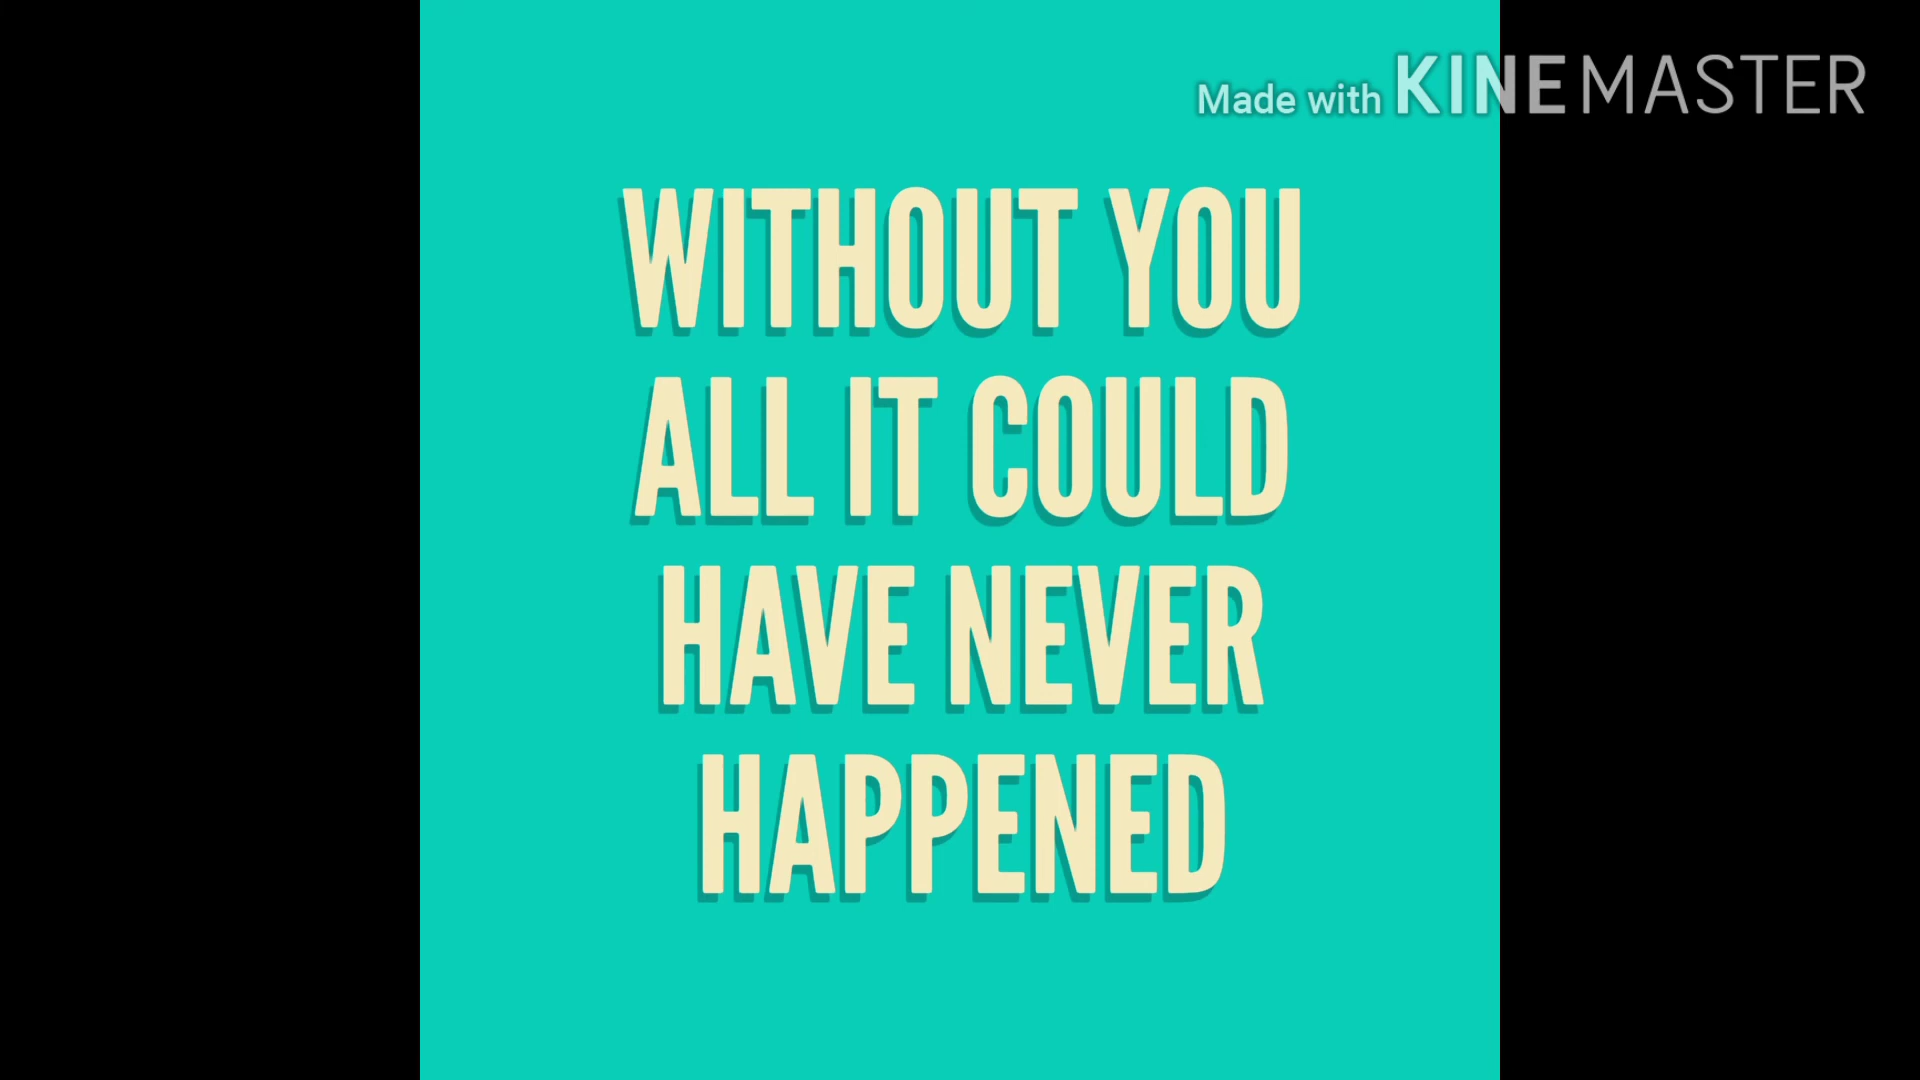 Made with KINEMASTER
WITHOUT YOU
ALL IT COULD
HAVE NEVER
HAPPENED